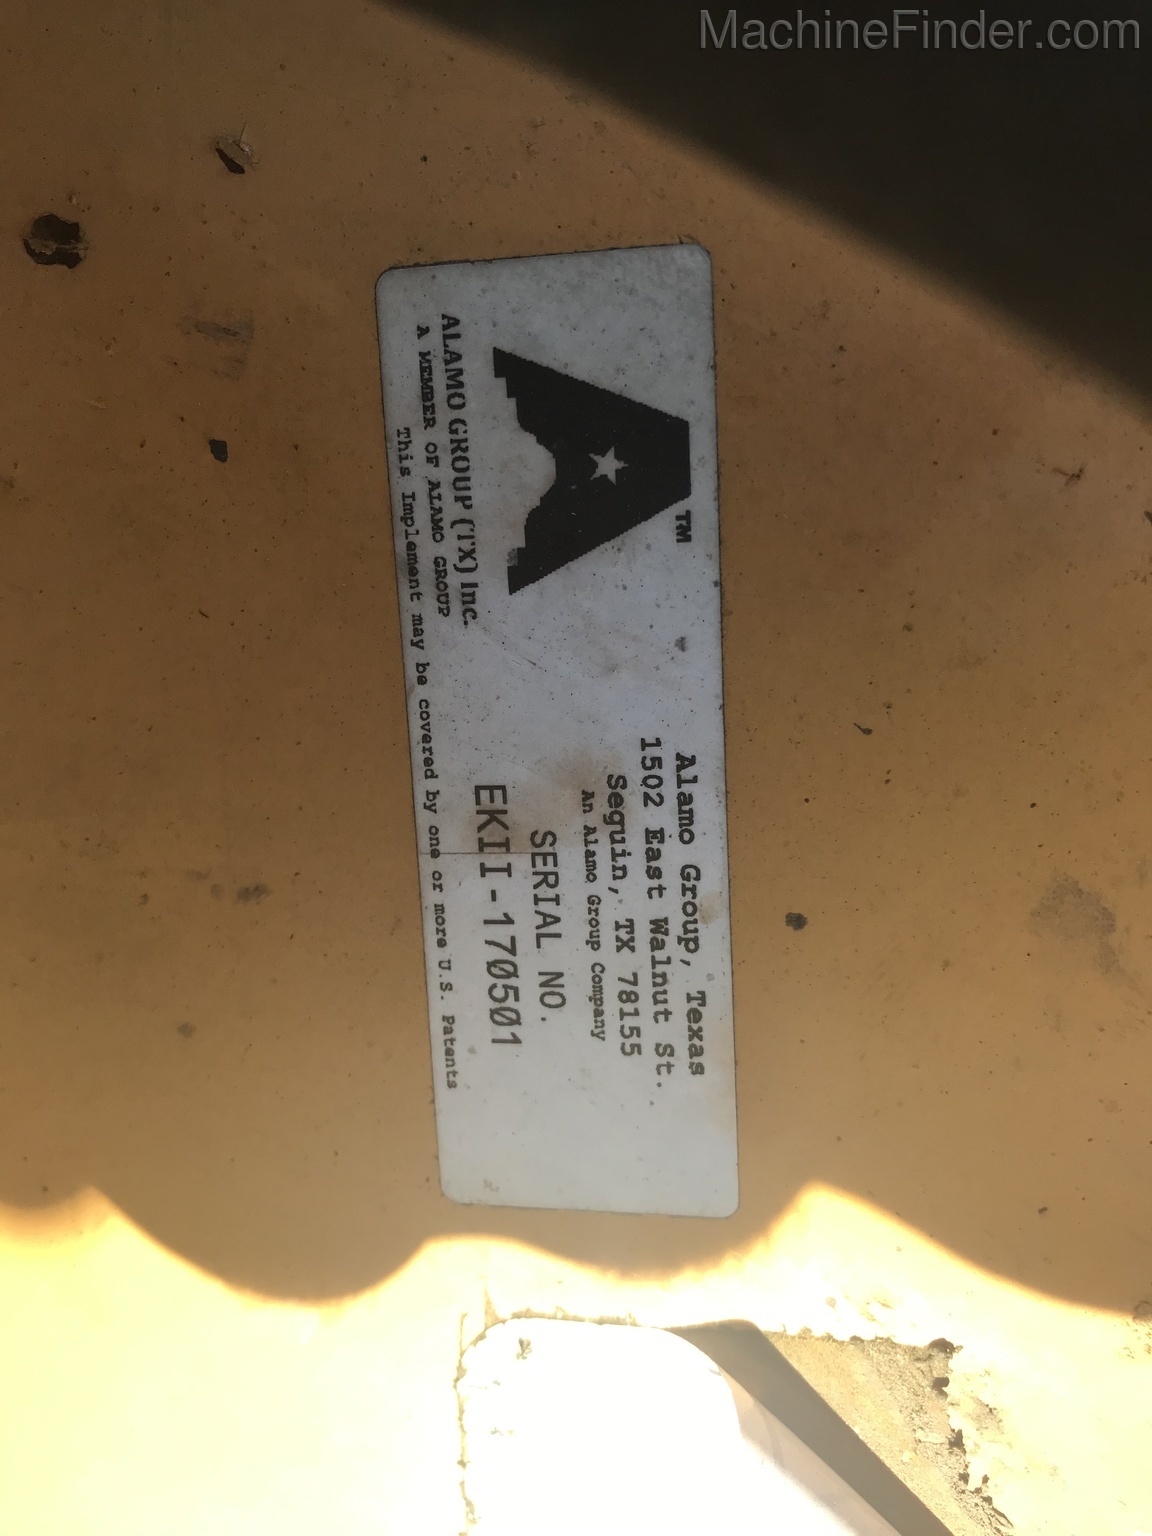 MachineFinder.com
TM
ALAMO GROUP (TX) Inc.
A MEMBER OF ALAMO GROUP
Alamo Group, Texas
1502 East Walnut St.
Seguin, TX 78155
An Alamo Group Company
SERIAL NO.
EKII-170501
This Implement may be covered by one or more U.S. Patents